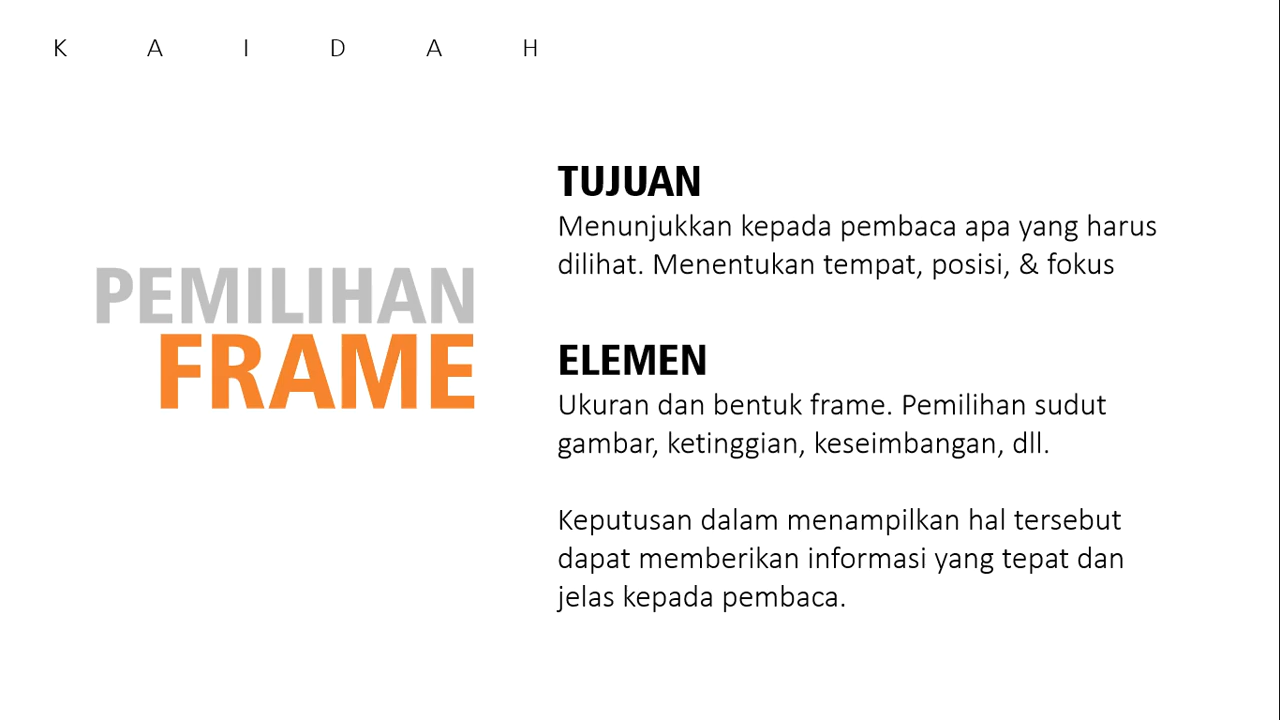 K A I D A H
PEMILIHAN
FRAME
TUJUAN
Menunjukkan kepada pembaca apa yang harus
dilihat. Menentukan tempat, posisi, & fokus
ELEMEN
Ukuran dan bentuk frame. Pemilihan sudut
gambar, ketinggian, keseimbangan, dll.
Keputusan dalam menampilkan hal tersebut
dapat memberikan informasi yang tepat dan
jelas kepada pembaca.